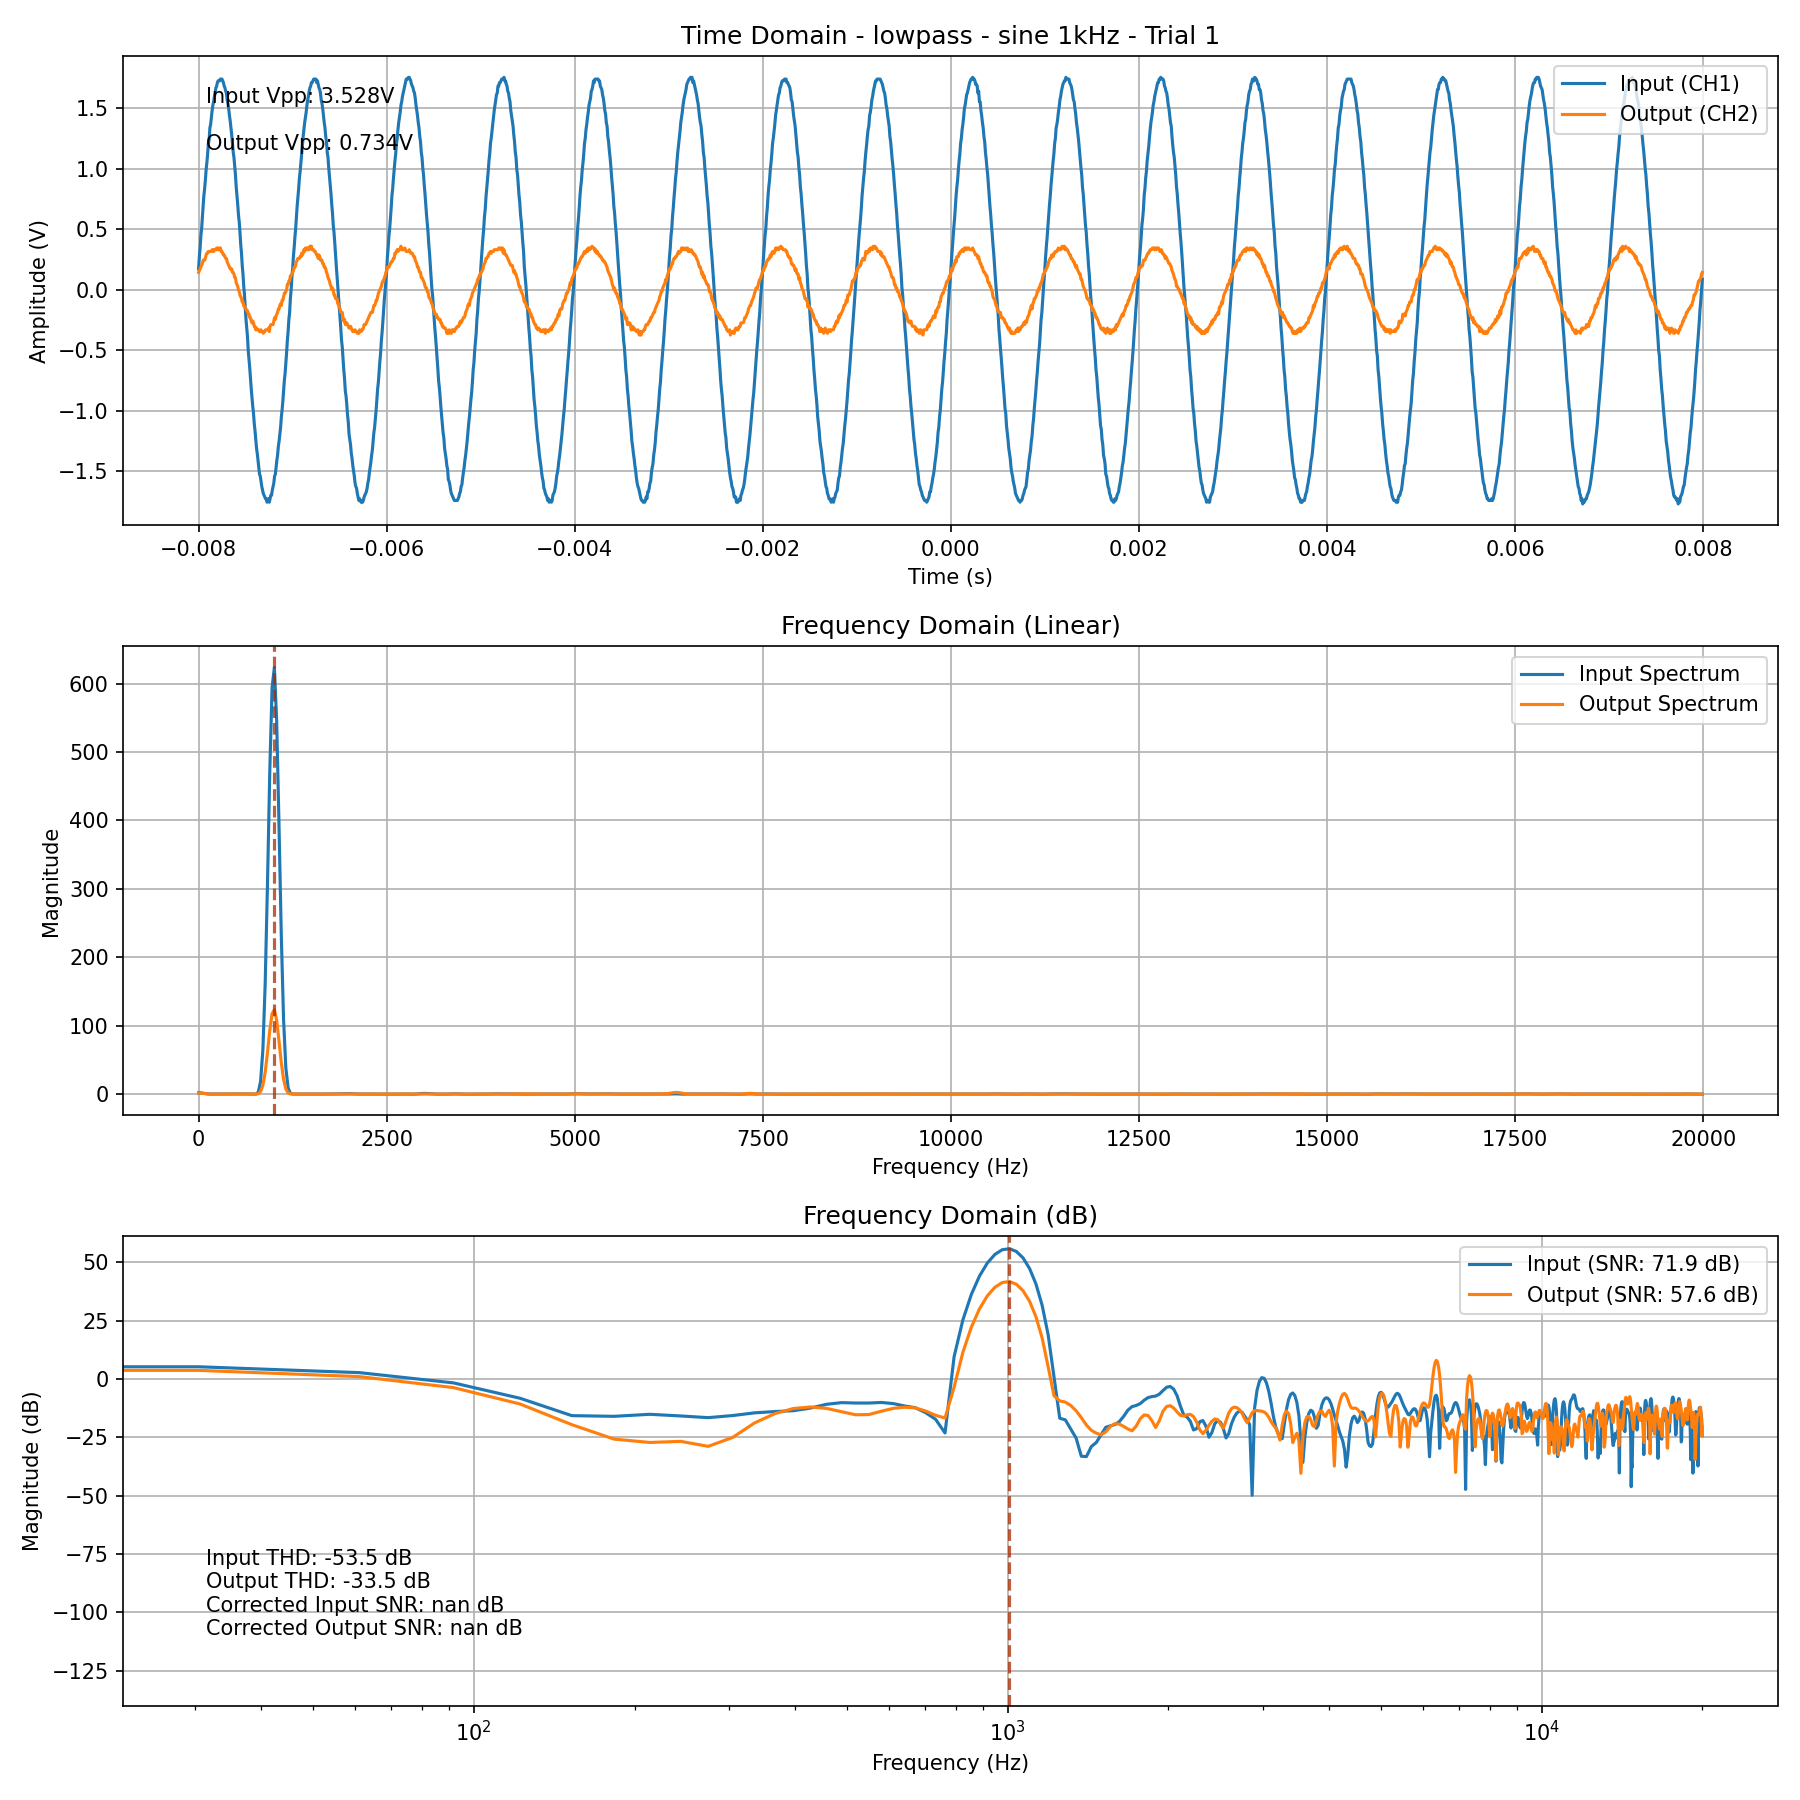 Time Domain - lowpass - sine 1kHz - Trial 1
Input Vpp: 3.528V
Output Vpp: 0.734V
Input (CH1)
Output (CH2)
Amplitude (V)
1.5
1.0
0.5
0.0
−0.5
−1.0
−1.5
−0.008
−0.006
−0.004
−0.002
0.000
0.002
0.004
0.006
0.008
Time (s)
Frequency Domain (Linear)
Input Spectrum
Output Spectrum
Magnitude
600
500
400
300
200
100
0
0
2500
5000
7500
10000
12500
15000
17500
20000
Frequency (Hz)
Frequency Domain (dB)
Input (SNR: 71.9 dB)
Output (SNR: 57.6 dB)
Magnitude (dB)
50
25
0
−25
−50
−75
−100
−125
Input THD: -53.5 dB
Output THD: -33.5 dB
Corrected Input SNR: nan dB
Corrected Output SNR: nan dB
10²
10³
10⁴
Frequency (Hz)